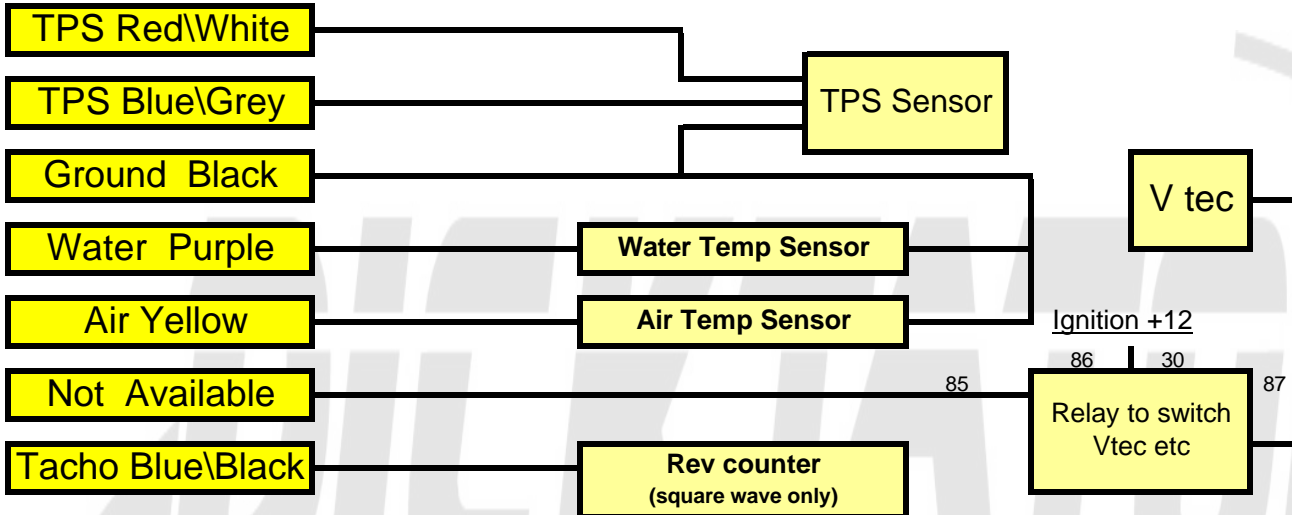 TPS Red\White
TPS Blue\Grey
TPS Sensor
Ground Black
V tec
Water Purple
Water Temp Sensor
Air Yellow
Air Temp Sensor
Ignition +12
86 30
Not Available
85
87
Relay to switch
Vtec etc
Tacho Blue\Black
Rev counter
(square wave only)